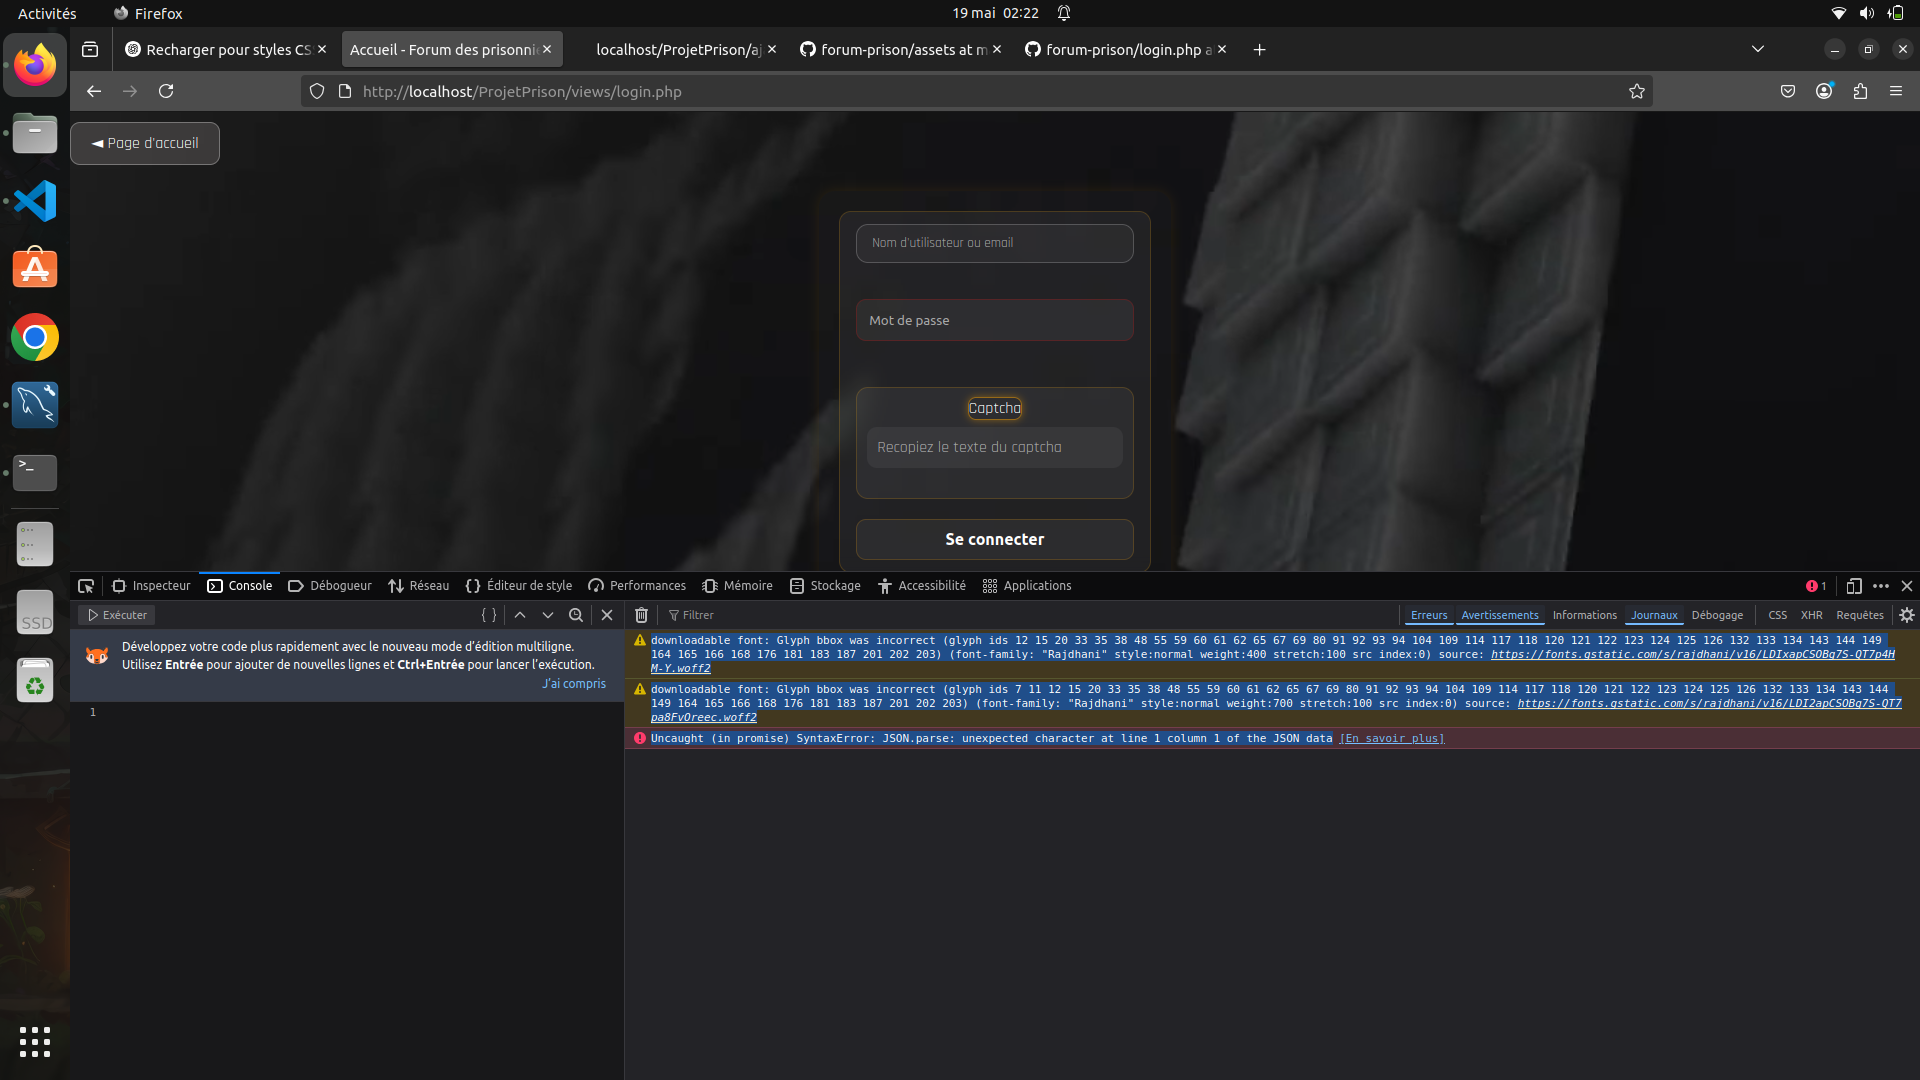 Activités
Firefox
19 mai 02:22
Recharger pour styles CS
Accueil - Forum des prisonnie
localhost/ProjetPrison/aj
forum-prison/assets at m
forum-prison/login.php a
http://localhost/ProjetPrison/views/login.php
◄ Page d'accueil
Nom d'utilisateur ou email
Mot de passe
Captcha
Recopiez le texte du captcha
Se connecter
Inspecteur
Console
Débogueur
Réseau
Éditeur de style
Performances
Mémoire
Stockage
Accessibilité
Applications
1
Exécuter
Filtrer
Erreurs
Avertissements
Informations
Journaux
Débogage
CSS
XHR
Requêtes
Développez votre code plus rapidement avec le nouveau mode d'édition multiligne.
Utilisez Entrée pour ajouter de nouvelles lignes et Ctrl+Entrée pour lancer l'exécution.
J'ai compris
1
downloadable font: Glyph bbox was incorrect (glyph ids 12 15 20 33 35 38 48 55 59 60 61 62 65 67 69 80 91 92 93 94 104 109 114 117 118 120 121 122 123 124 125 126 132 133 134 143 144 149
164 165 166 168 176 181 183 187 201 202 203) (font-family: "Rajdhani" style:normal weight:400 stretch:100 src index:0) source: https://fonts.gstatic.com/s/rajdhani/v16/LDIxapCSOBg7S-QT7p4H
M-Y.woff2
downloadable font: Glyph bbox was incorrect (glyph ids 7 11 12 15 20 33 35 38 48 55 59 60 61 62 65 67 69 80 91 92 93 94 104 109 114 117 118 120 121 122 123 124 125 126 132 133 134 143 144
149 164 165 166 168 176 181 183 187 201 202 203) (font-family: "Rajdhani" style:normal weight:700 stretch:100 src index:0) source: https://fonts.gstatic.com/s/rajdhani/v16/LDI2apCSOBg7S-QT7
pa8FvOreec.woff2
Uncaught (in promise) SyntaxError: JSON.parse: unexpected character at line 1 column 1 of the JSON data [En savoir plus]
SSD